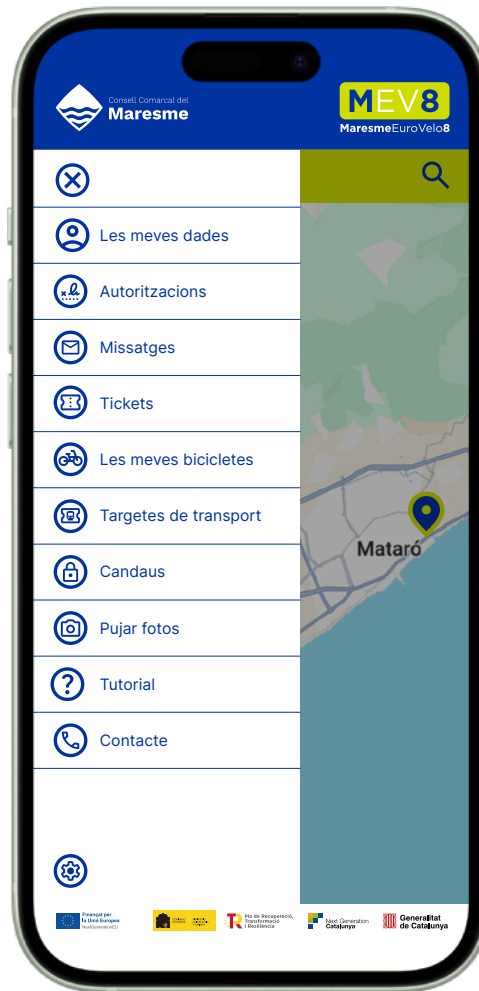 Consell Comarcal del
Maresme
MEV8
MaresmeEuroVelo8
Les meves dades
Autoritzacions
Missatges
Tickets
Les meves bicicletes
Targetes de transport
Candaus
Pujar fotos
Tutorial
Contacte
Mataró
Finançat per
la Unió Europea
NextGenerationEU
Pla de Recuperació,
Transformació
i Resiliència
Next Generation
Catalunya
Generalitat
de Catalunya